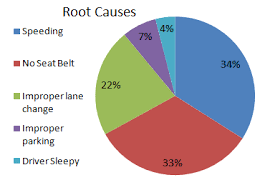 Root Causes
Speeding
No Seat Belt
Improper lane
change
Improper
parking
Driver Sleepy
34%
33%
22%
7%
4%